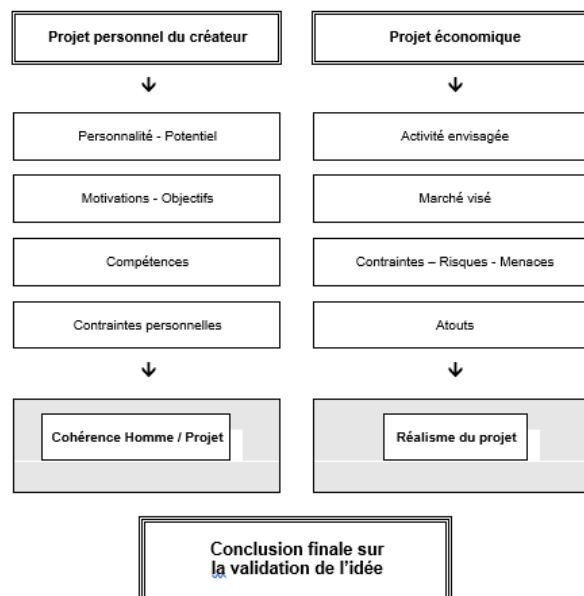 Projet personnel du créateur
Projet économique
Personnalité - Potentiel
Activité envisagée
Motivations - Objectifs
Marché visé
Compétences
Contraintes – Risques - Menaces
Contraintes personnelles
Atouts
Cohérence Homme / Projet
Réalisme du projet
Conclusion finale sur
la validation de l'idée